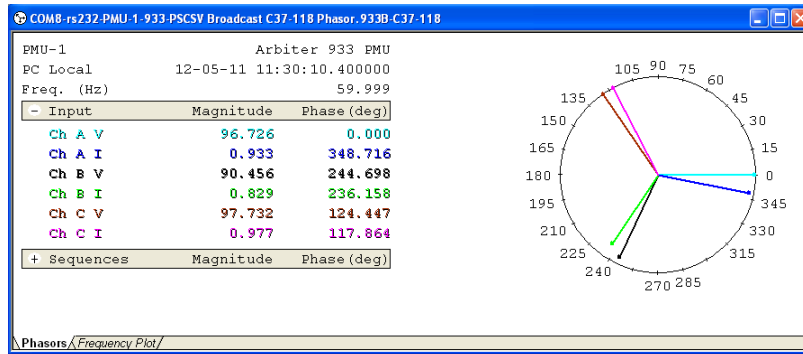 COM8-rs232-PMU-1-933-PSCSV Broadcast C37-118 Phasor.933B-C37-118
PMU-1 Arbiter 933 PMU
PC Local 12-05-11 11:30:10.400000
Freq. (Hz) 59.999
- Input Magnitude Phase(deg)
Ch A V 96.726 0.000
Ch A I 0.933 348.716
Ch B V 90.456 244.698
Ch B I 0.829 236.158
Ch C V 97.732 124.447
Ch C I 0.977 117.864
+ Sequences Magnitude Phase(deg)
105 90 75
60
135 45
150 30
165 15
180 0
195 345
210 330
225 315
240
270 285
Phasors Frequency Plot